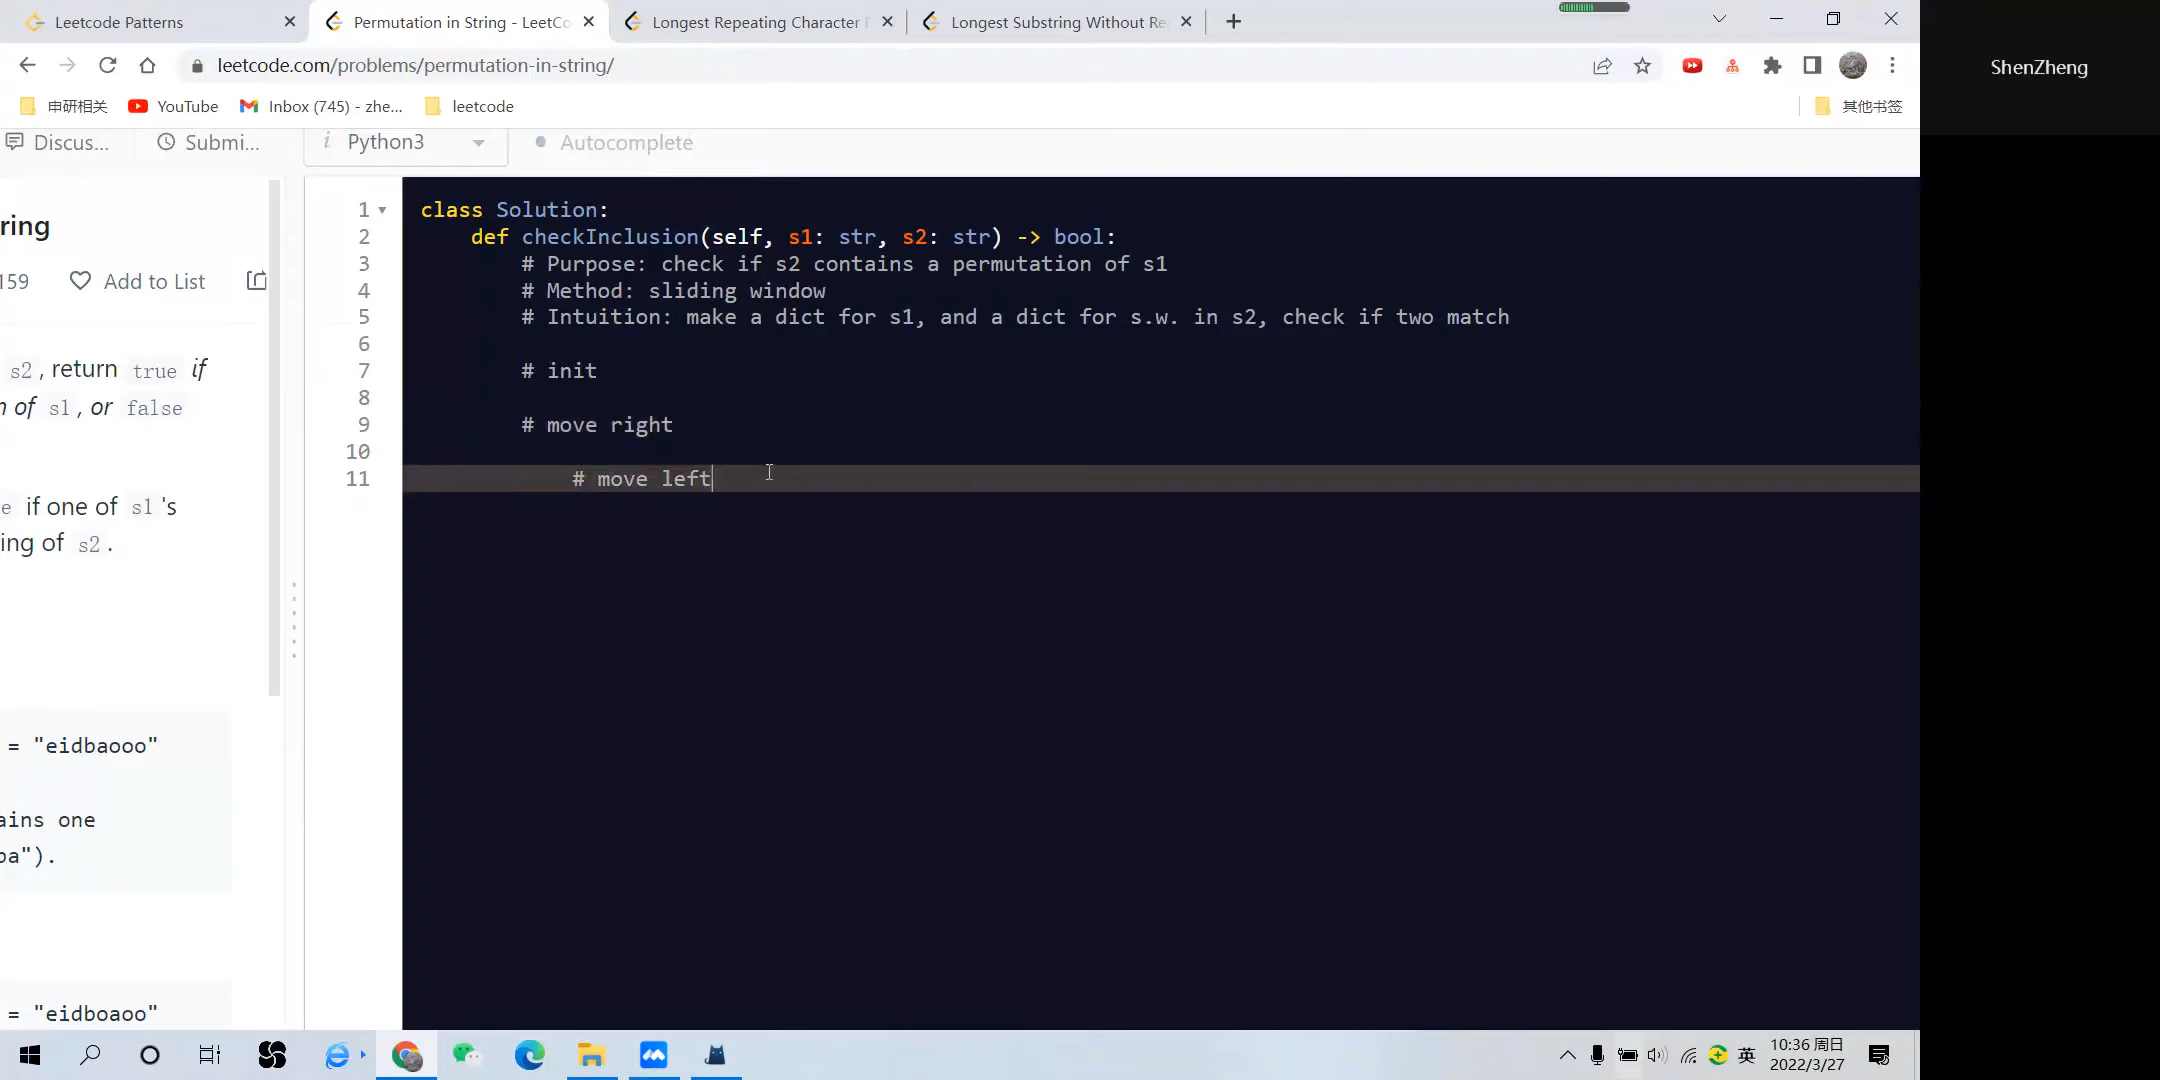 Leetcode Patterns
Permutation in String - LeetCo
Longest Repeating Character
Longest Substring Without Re
ShenZheng
leetcode.com/problems/permutation-in-string/
申研相关 YouTube Inbox (745) - zhe... leetcode 其他书签
Discus... Submi... i Python3 Autocomplete
ring
159 Add to List
s2 , return true if
of s1 , or false
e if one of s1 's
ing of s2 .
= "eidbaooo"
ains one
ba").
= "eidboaoo"
1 class Solution:
2 def checkInclusion(self, s1: str, s2: str) -> bool:
3 # Purpose: check if s2 contains a permutation of s1
4 # Method: sliding window
5 # Intuition: make a dict for s1, and a dict for s.w. in s2, check if two match
6
7 # init
8
9 # move right
10
11 # move left
英
10:36 周日
2022/3/27